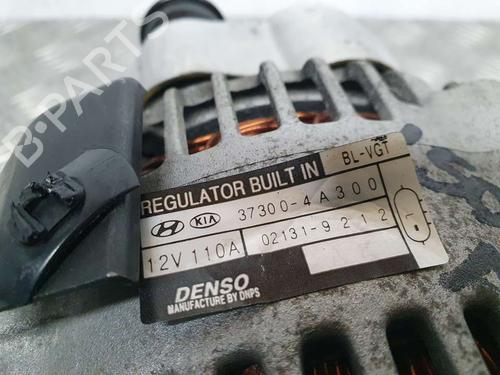 B-PARTS
REGULATOR BUILT IN BL-VGT
KIA 37300-4A300
12V 110A 02131-9212
DENSO
MANUFACTURE BY DNPS